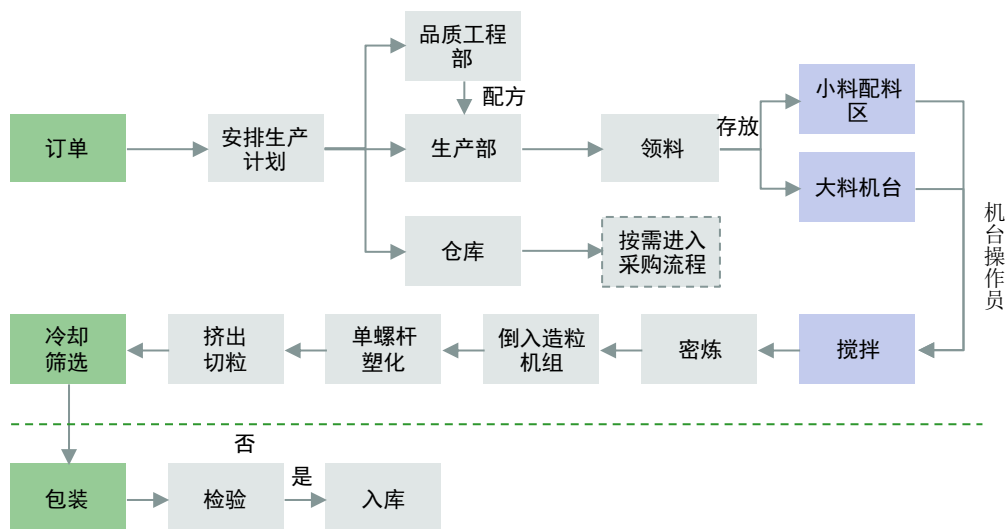 品质工程
部
配方
小料配料
区
订单
安排生产
计划
生产部
领料
存放
大料机台
机台操作员
仓库
按需进入
采购流程
冷却
筛选
挤出
切粒
单螺杆
塑化
倒入造粒
机组
密炼
搅拌
否
包装
检验
是
入库